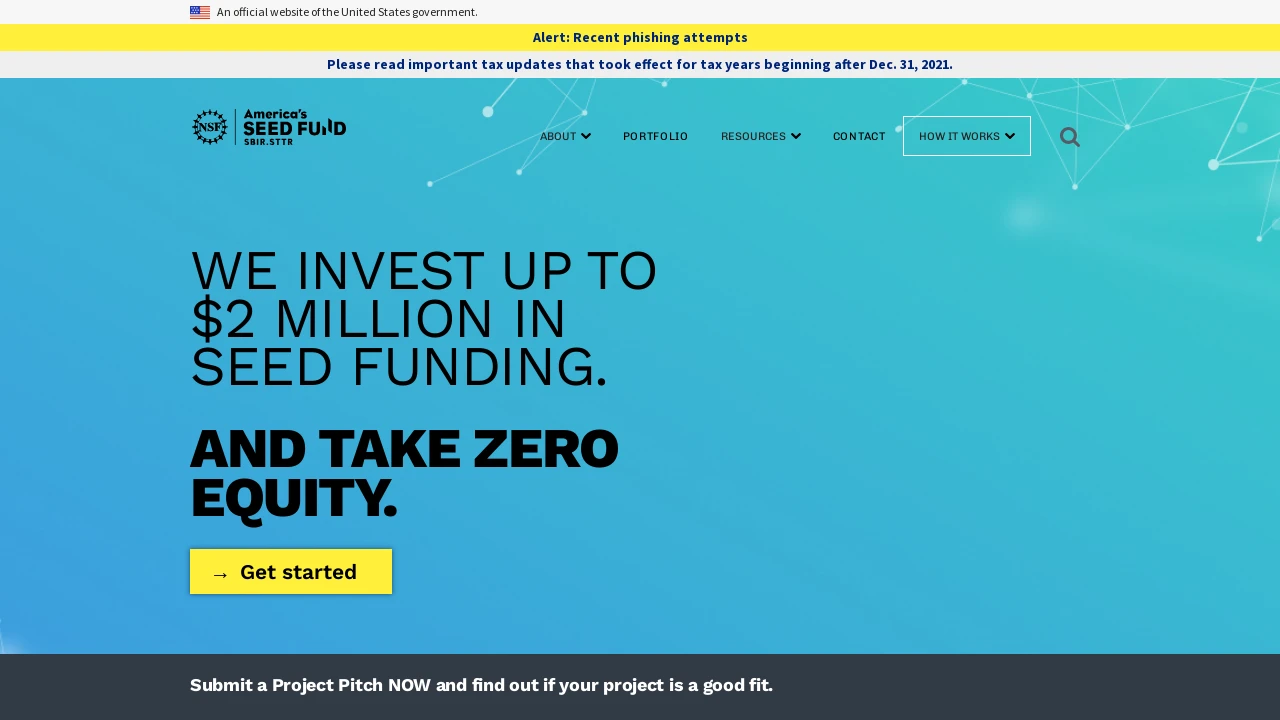 An official website of the United States government.
Alert: Recent phishing attempts
Please read important tax updates that took effect for tax years beginning after Dec. 31, 2021.
NSF
America's
SEED FUND
SBIR.STTR
ABOUT
PORTFOLIO
RESOURCES
CONTACT
HOW IT WORKS
WE INVEST UP TO
$2 MILLION IN
SEED FUNDING.
AND TAKE ZERO
EQUITY.
→ Get started
Submit a Project Pitch NOW and find out if your project is a good fit.